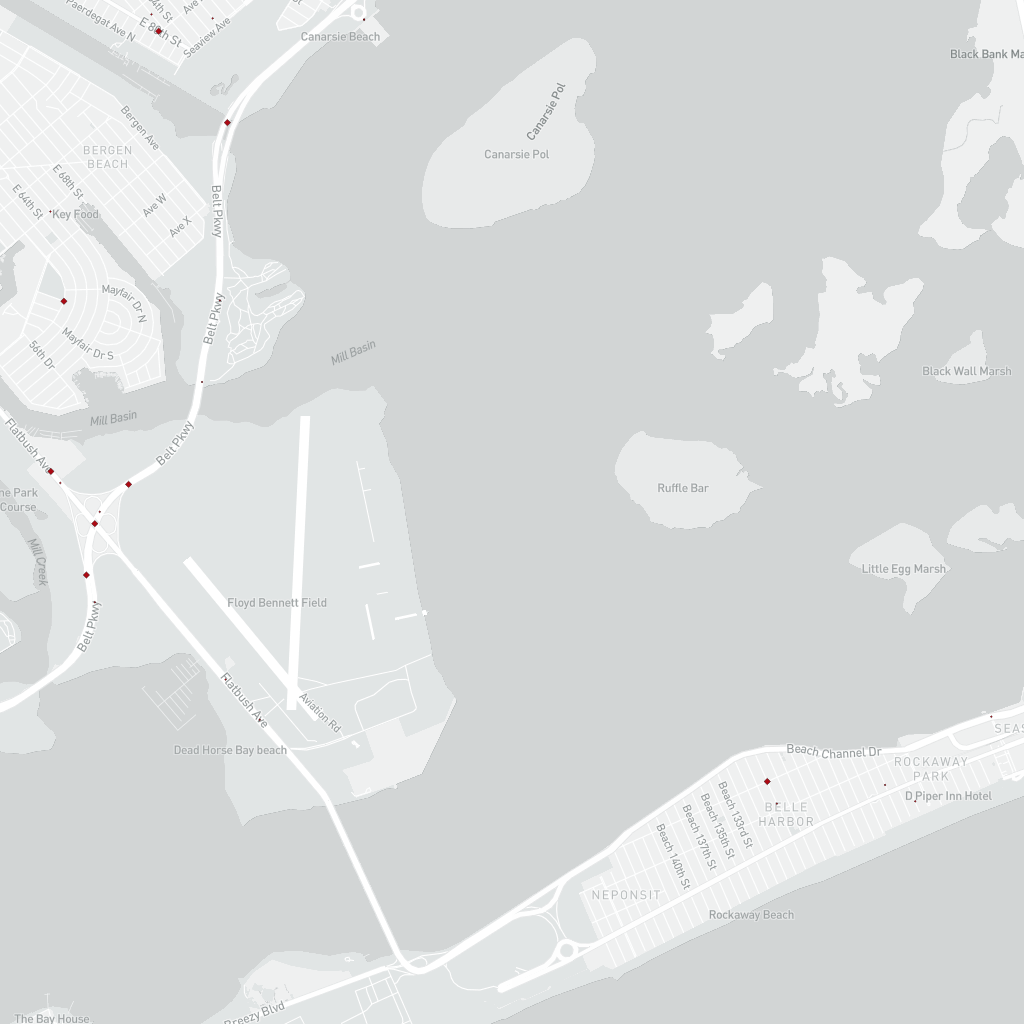 Paerdegat Ave N
E 80th St
Seaview Ave
Canarsie Beach
Canarsie Pol
Canarsie Pol
Bergen Ave
BERGEN
BEACH
E 68th St
E 64th St
Key Food
Ave W
Ave X
Belt Pkwy
Belt Pkwy
Mayfair Dr N
Mayfair Dr S
56th Dr
Mill Basin
Mill Basin
Black Wall Marsh
Flatbush Ave
Belt Pkwy
Course
Mill Creek
Ruffle Bar
Little Egg Marsh
Floyd Bennett Field
Belt Pkwy
Flatbush Ave
Aviation Rd
Dead Horse Bay beach
Beach Channel Dr
ROCKAWAY
PARK
D Piper Inn Hotel
BELLE
HARBOR
Beach 133rd St
Beach 135th St
Beach 137th St
Beach 140th St
NEPONSIT
Rockaway Beach
Breezy Blvd
The Bay House